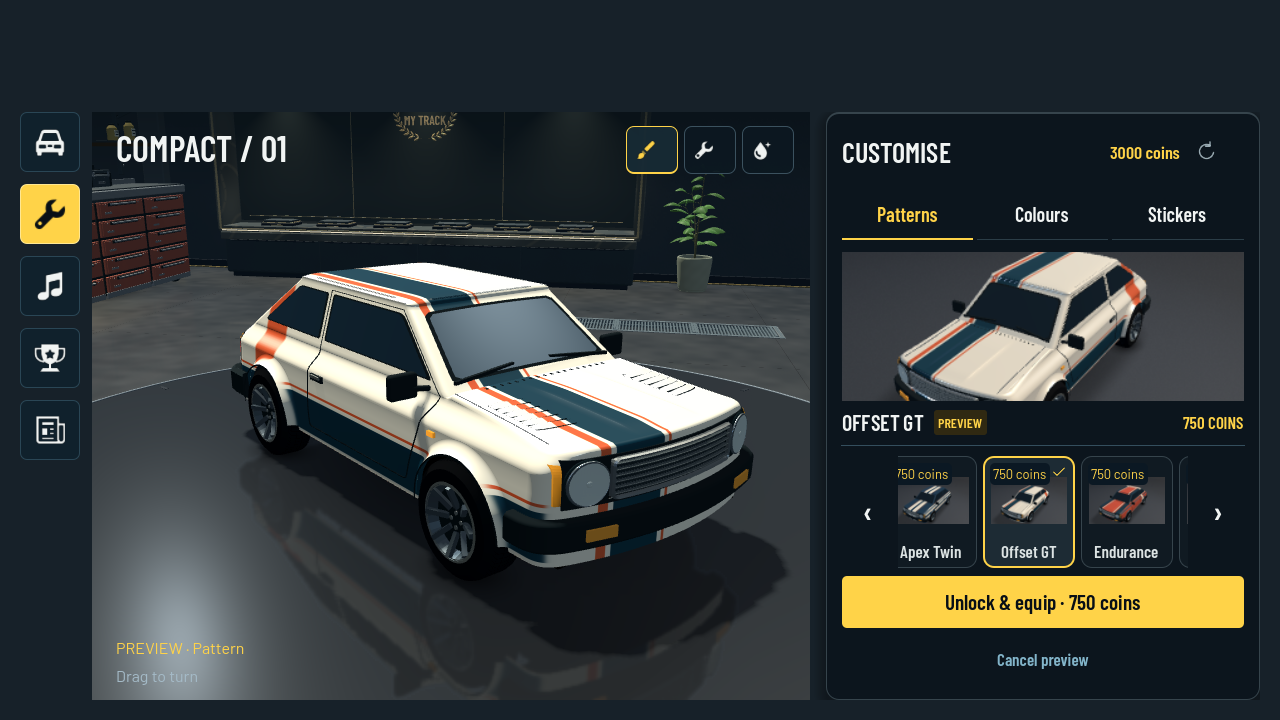 MY TRACK
COMPACT / 01
CUSTOMISE
3000 coins
Patterns
Colours
Stickers
OFFSET GT
PREVIEW
750 COINS
750 coins
750 coins
750 coins
Apex Twin
Offset GT
Endurance
Unlock & equip · 750 coins
Cancel preview
PREVIEW · Pattern
Drag to turn